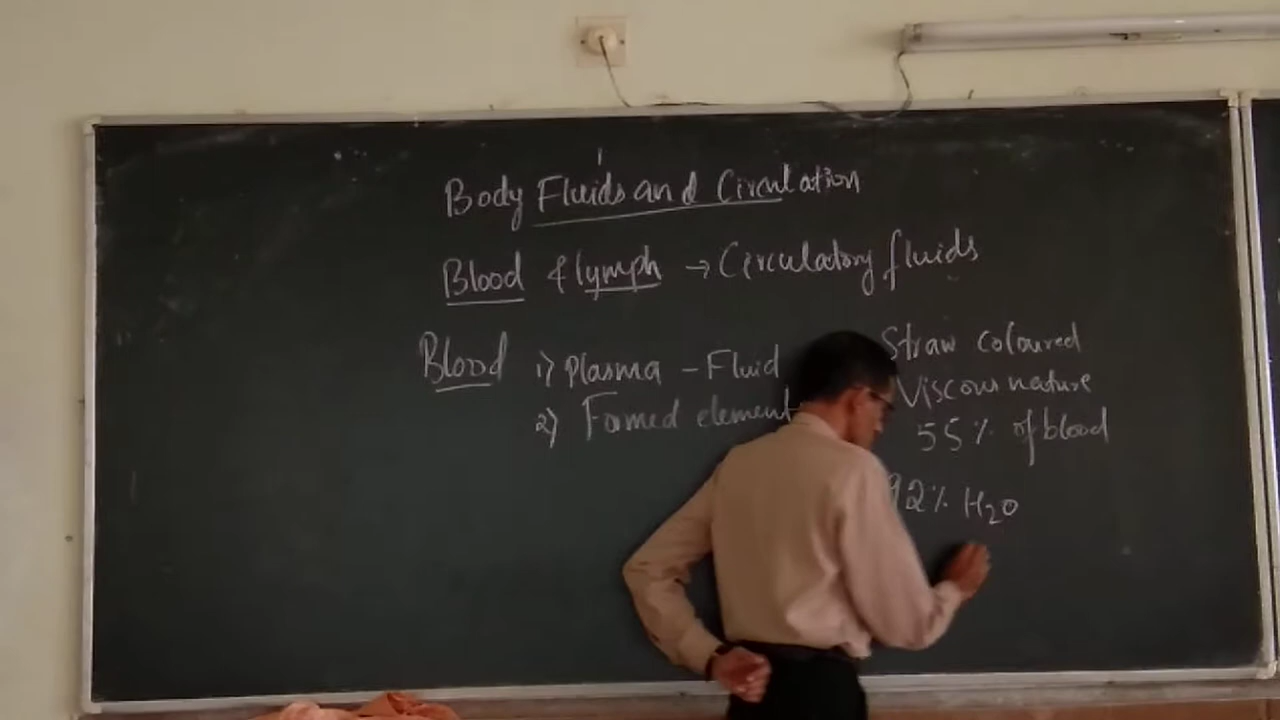 Body Fluids and Circulation
Blood & lymph → Circulatory fluids
Blood 1) Plasma - Fluid
2) Formed element
Straw coloured
Viscous nature
55% of blood
92% H2O